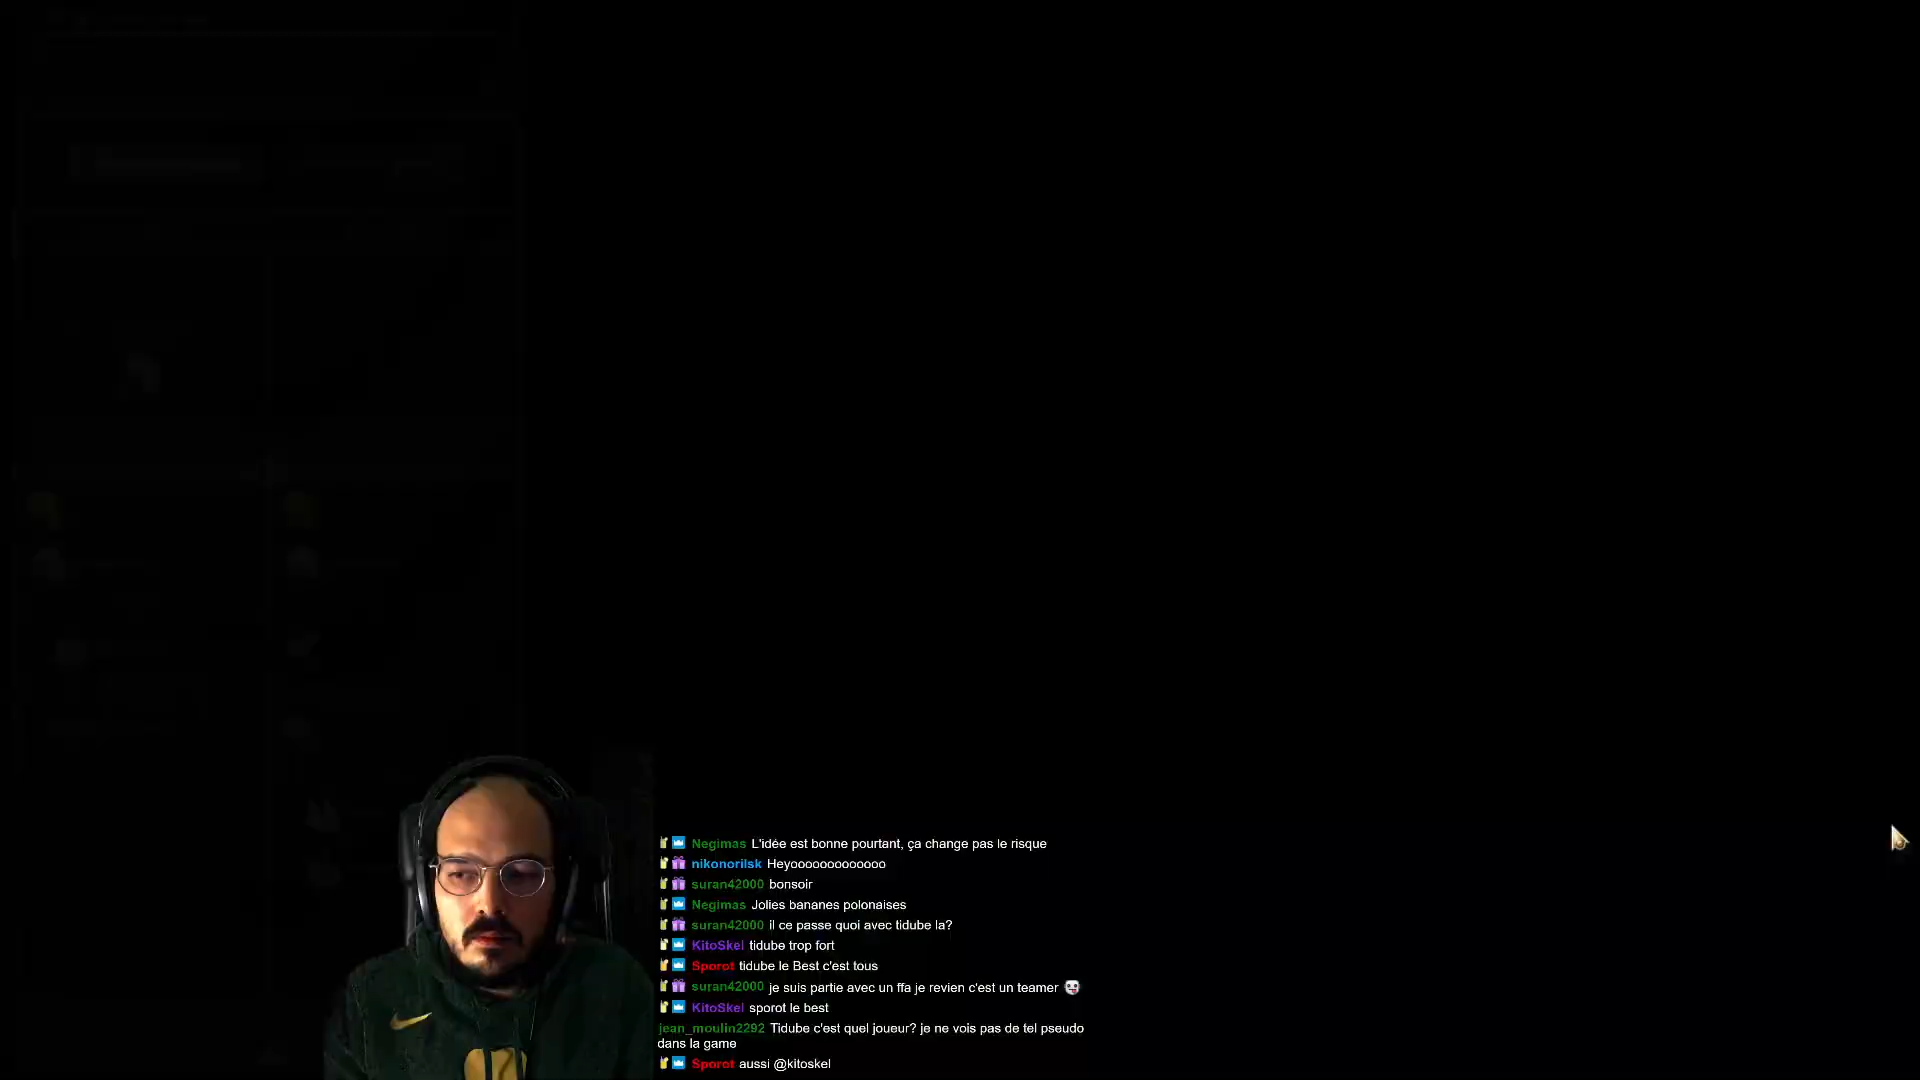 Negimas L'idée est bonne pourtant, ça change pas le risque
nikonorilsk Heyooooooooooooo
suran42000 bonsoir
Negimas Jolies bananes polonaises
suran42000 il ce passe quoi avec tidube la?
KitoSkel tidube trop fort
Sporot tidube le Best c'est tous
suran42000 je suis partie avec un ffa je revien c'est un teamer
KitoSkel sporot le best
jean_moulin2292 Tidube c'est quel joueur? je ne vois pas de tel pseudo
dans la game
Sporot aussi @kitoskel